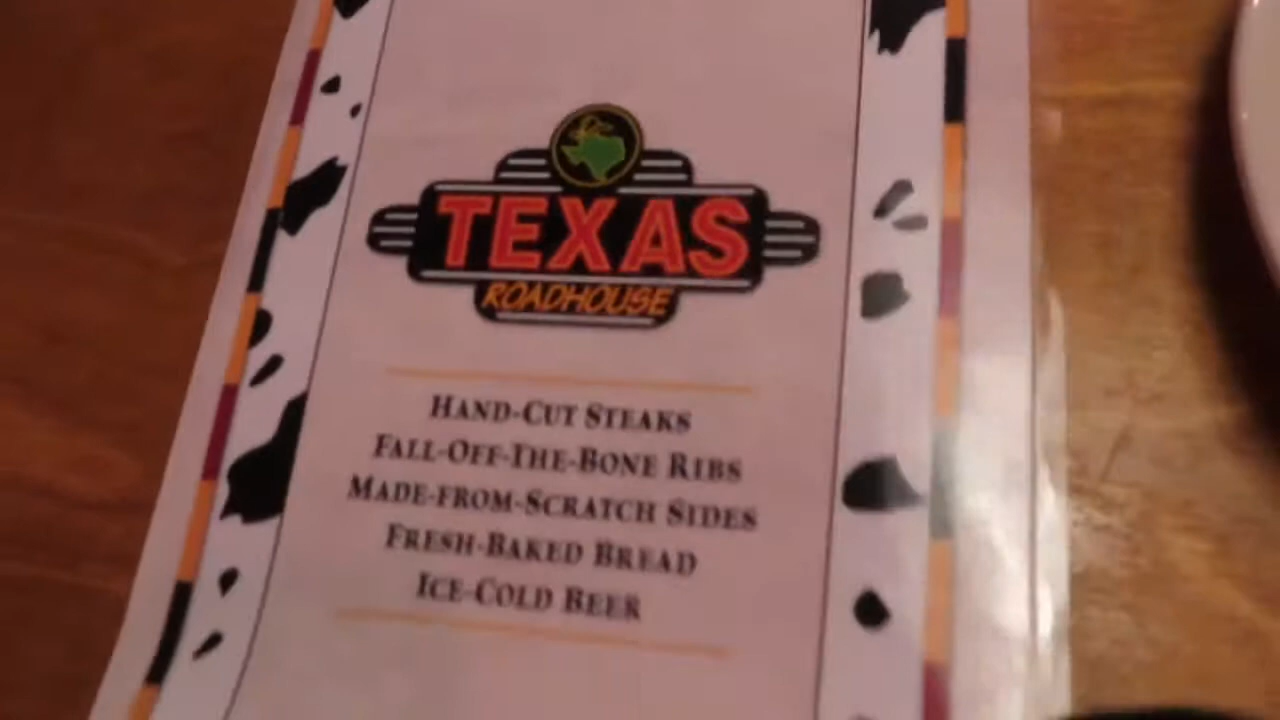 TEXAS
ROADHOUSE
HAND-CUT STEAKS
FALL-OFF-THE-BONE RIBS
MADE-FROM-SCRATCH SIDES
FRESH-BAKED BREAD
ICE-COLD BEER